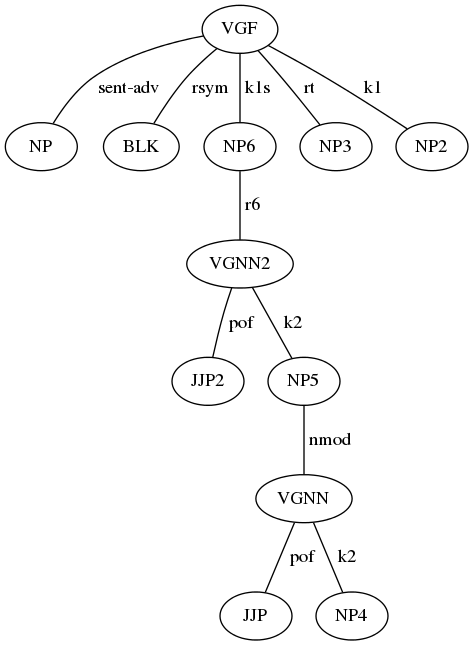 VGF
sent-adv rsym k1s rt k1
NP BLK NP6 NP3 NP2
r6
VGNN2
pof k2
JJP2 NP5
nmod
VGNN
pof k2
JJP NP4